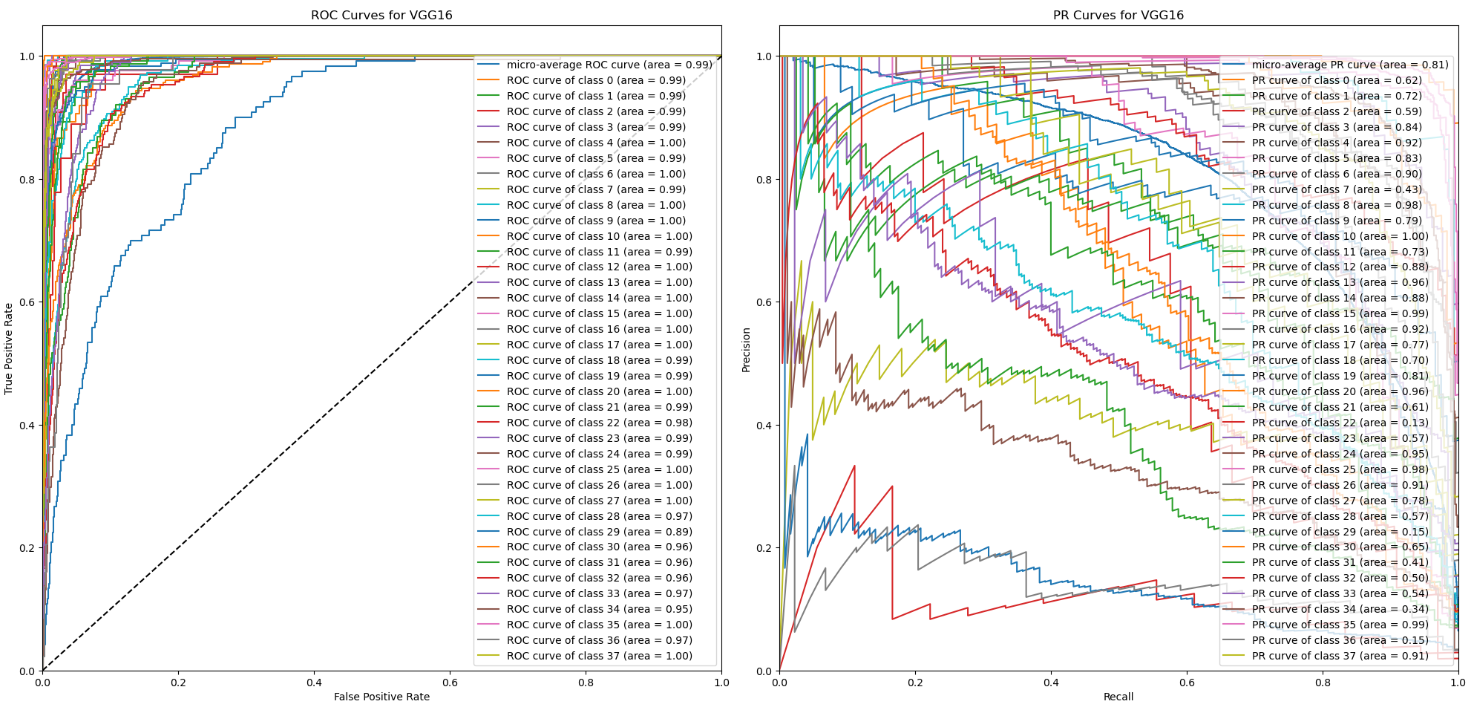 ROC Curves for VGG16
True Positive Rate
1.0
0.8
0.6
0.4
0.2
0.0
micro-average ROC curve (area = 0.99)
ROC curve of class 0 (area = 0.99)
ROC curve of class 1 (area = 0.99)
ROC curve of class 2 (area = 0.99)
ROC curve of class 3 (area = 0.99)
ROC curve of class 4 (area = 1.00)
ROC curve of class 5 (area = 0.99)
ROC curve of class 6 (area = 1.00)
ROC curve of class 7 (area = 0.99)
ROC curve of class 8 (area = 1.00)
ROC curve of class 9 (area = 1.00)
ROC curve of class 10 (area = 1.00)
ROC curve of class 11 (area = 0.99)
ROC curve of class 12 (area = 1.00)
ROC curve of class 13 (area = 1.00)
ROC curve of class 14 (area = 1.00)
ROC curve of class 15 (area = 1.00)
ROC curve of class 16 (area = 1.00)
ROC curve of class 17 (area = 1.00)
ROC curve of class 18 (area = 0.99)
ROC curve of class 19 (area = 0.99)
ROC curve of class 20 (area = 1.00)
ROC curve of class 21 (area = 0.99)
ROC curve of class 22 (area = 0.98)
ROC curve of class 23 (area = 0.99)
ROC curve of class 24 (area = 0.99)
ROC curve of class 25 (area = 1.00)
ROC curve of class 26 (area = 1.00)
ROC curve of class 27 (area = 1.00)
ROC curve of class 28 (area = 0.97)
ROC curve of class 29 (area = 0.89)
ROC curve of class 30 (area = 0.96)
ROC curve of class 31 (area = 0.96)
ROC curve of class 32 (area = 0.96)
ROC curve of class 33 (area = 0.97)
ROC curve of class 34 (area = 0.95)
ROC curve of class 35 (area = 1.00)
ROC curve of class 36 (area = 0.97)
ROC curve of class 37 (area = 1.00)
0.0 0.2 0.4 0.6 0.8 1.0
False Positive Rate
PR Curves for VGG16
Precision
1.0
0.8
0.6
0.4
0.2
0.0
micro-average PR curve (area = 0.81)
PR curve of class 0 (area = 0.62)
PR curve of class 1 (area = 0.72)
PR curve of class 2 (area = 0.59)
PR curve of class 3 (area = 0.84)
PR curve of class 4 (area = 0.92)
PR curve of class 5 (area = 0.83)
PR curve of class 6 (area = 0.90)
PR curve of class 7 (area = 0.43)
PR curve of class 8 (area = 0.98)
PR curve of class 9 (area = 0.79)
PR curve of class 10 (area = 1.00)
PR curve of class 11 (area = 0.73)
PR curve of class 12 (area = 0.88)
PR curve of class 13 (area = 0.96)
PR curve of class 14 (area = 0.88)
PR curve of class 15 (area = 0.99)
PR curve of class 16 (area = 0.92)
PR curve of class 17 (area = 0.77)
PR curve of class 18 (area = 0.70)
PR curve of class 19 (area = 0.81)
PR curve of class 20 (area = 0.96)
PR curve of class 21 (area = 0.61)
PR curve of class 22 (area = 0.13)
PR curve of class 23 (area = 0.57)
PR curve of class 24 (area = 0.95)
PR curve of class 25 (area = 0.98)
PR curve of class 26 (area = 0.91)
PR curve of class 27 (area = 0.78)
PR curve of class 28 (area = 0.57)
PR curve of class 29 (area = 0.15)
PR curve of class 30 (area = 0.65)
PR curve of class 31 (area = 0.41)
PR curve of class 32 (area = 0.50)
PR curve of class 33 (area = 0.54)
PR curve of class 34 (area = 0.34)
PR curve of class 35 (area = 0.99)
PR curve of class 36 (area = 0.15)
PR curve of class 37 (area = 0.91)
0.0 0.2 0.4 0.6 0.8 1.0
Recall